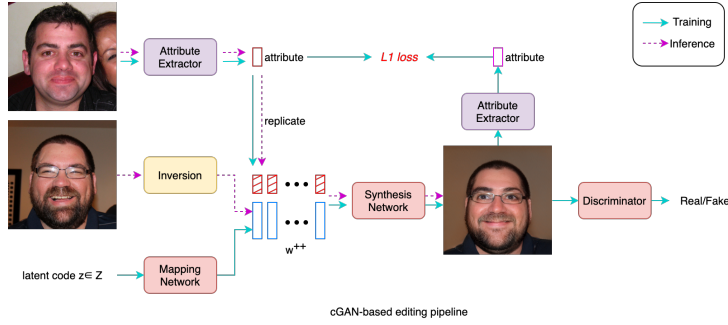 Training
Inference
Attribute
Extractor
attribute
L1 loss
attribute
Attribute
Extractor
replicate
Inversion
Synthesis
Network
Discriminator
Real/Fake
w++
latent code z∈ Z
Mapping
Network
cGAN-based editing pipeline